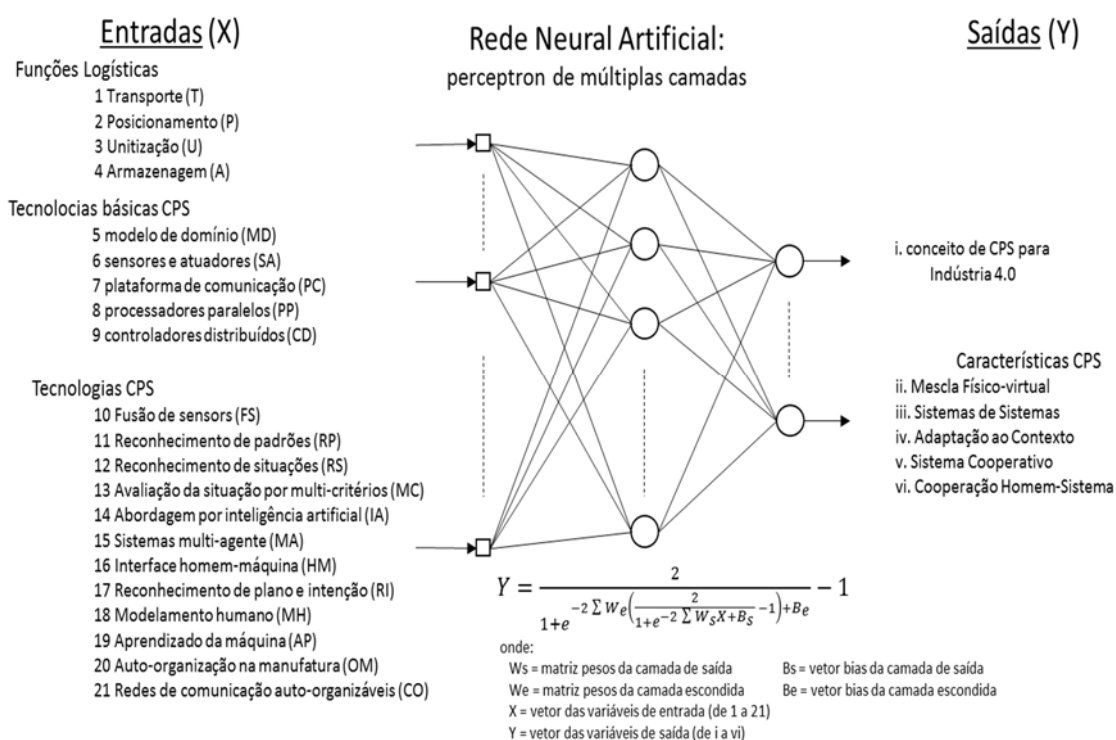 Entradas (X)
Funções Logísticas
1 Transporte (T)
2 Posicionamento (P)
3 Unitização (U)
4 Armazenagem (A)
Tecnolocias básicas CPS
5 modelo de domínio (MD)
6 sensores e atuadores (SA)
7 plataforma de comunicação (PC)
8 processadores paralelos (PP)
9 controladores distribuídos (CD)
Tecnologias CPS
10 Fusão de sensors (FS)
11 Reconhecimento de padrões (RP)
12 Reconhecimento de situações (RS)
13 Avaliação da situação por multi-critérios (MC)
14 Abordagem por inteligência artificial (IA)
15 Sistemas multi-agente (MA)
16 Interface homem-máquina (HM)
17 Reconhecimento de plano e intenção (RI)
18 Modelamento humano (MH)
19 Aprendizado da máquina (AP)
20 Auto-organização na manufatura (OM)
21 Redes de comunicação auto-organizáveis (CO)
Rede Neural Artificial:
perceptron de múltiplas camadas
Y = 2 / (1+e^(-2 ∑ We(2 / (1+e^(-2 ∑ WsX+Bs)) -1)+Be)) − 1
onde:
Ws = matriz pesos da camada de saída
We = matriz pesos da camada escondida
X = vetor das variáveis de entrada (de 1 a 21)
Y = vetor das variáveis de saída (de i a vi)
Bs = vetor bias da camada de saída
Be = vetor bias da camada escondida
Saídas (Y)
i. conceito de CPS para
Indústria 4.0
Características CPS
ii. Mescla Físico-virtual
iii. Sistemas de Sistemas
iv. Adaptação ao Contexto
v. Sistema Cooperativo
vi. Cooperação Homem-Sistema